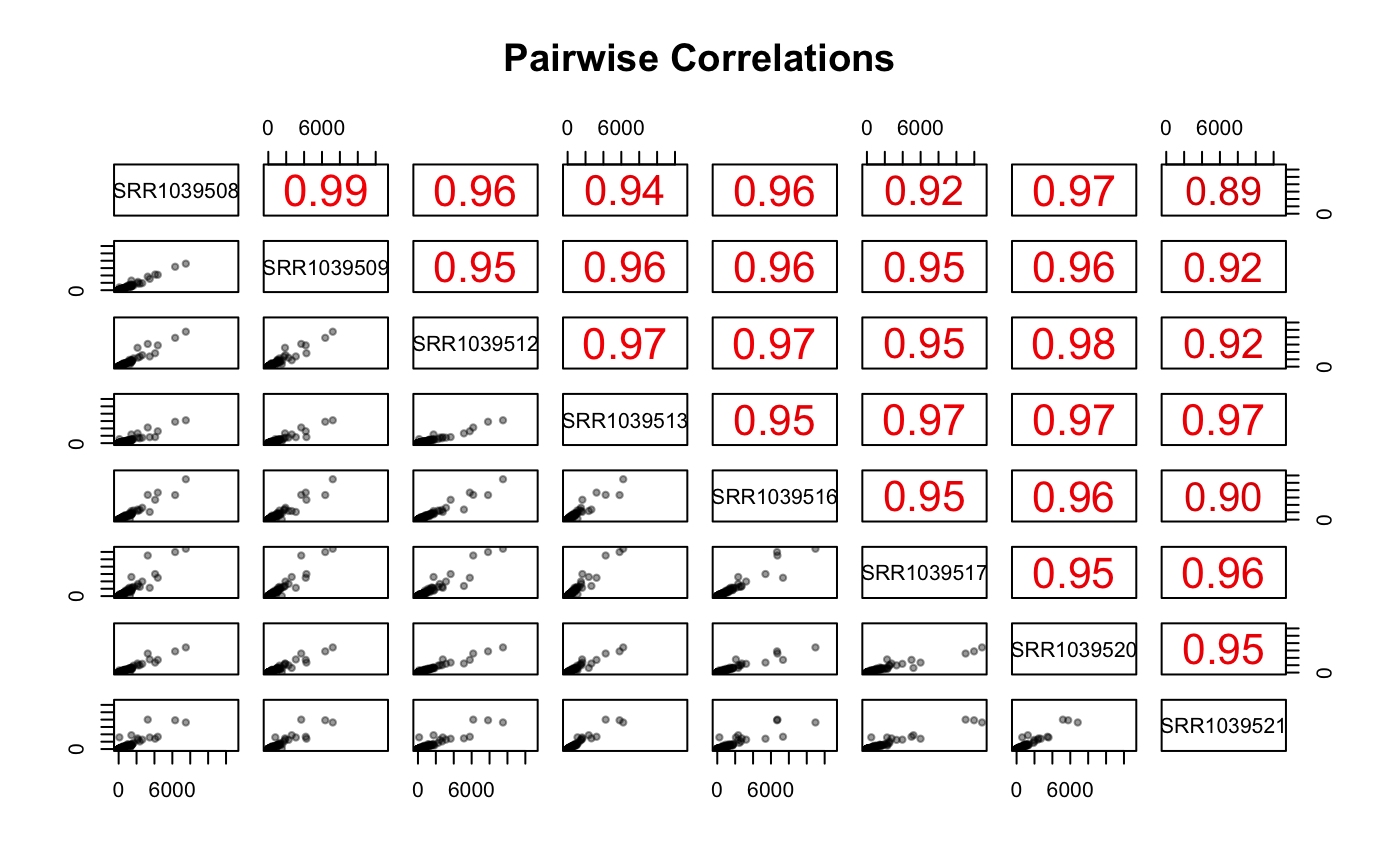 Pairwise Correlations
0 6000 0 6000 0 6000 0 6000
SRR1039508 0.99 0.96 0.94 0.96 0.92 0.97 0.89 0
0 SRR1039509 0.95 0.96 0.96 0.95 0.96 0.92
SRR1039512 0.97 0.97 0.95 0.98 0.92 0
0 SRR1039513 0.95 0.97 0.97 0.97
SRR1039516 0.95 0.96 0.90 0
0 SRR1039517 0.95 0.96
SRR1039520 0.95 0
0 SRR1039521
0 6000 0 6000 0 6000 0 6000